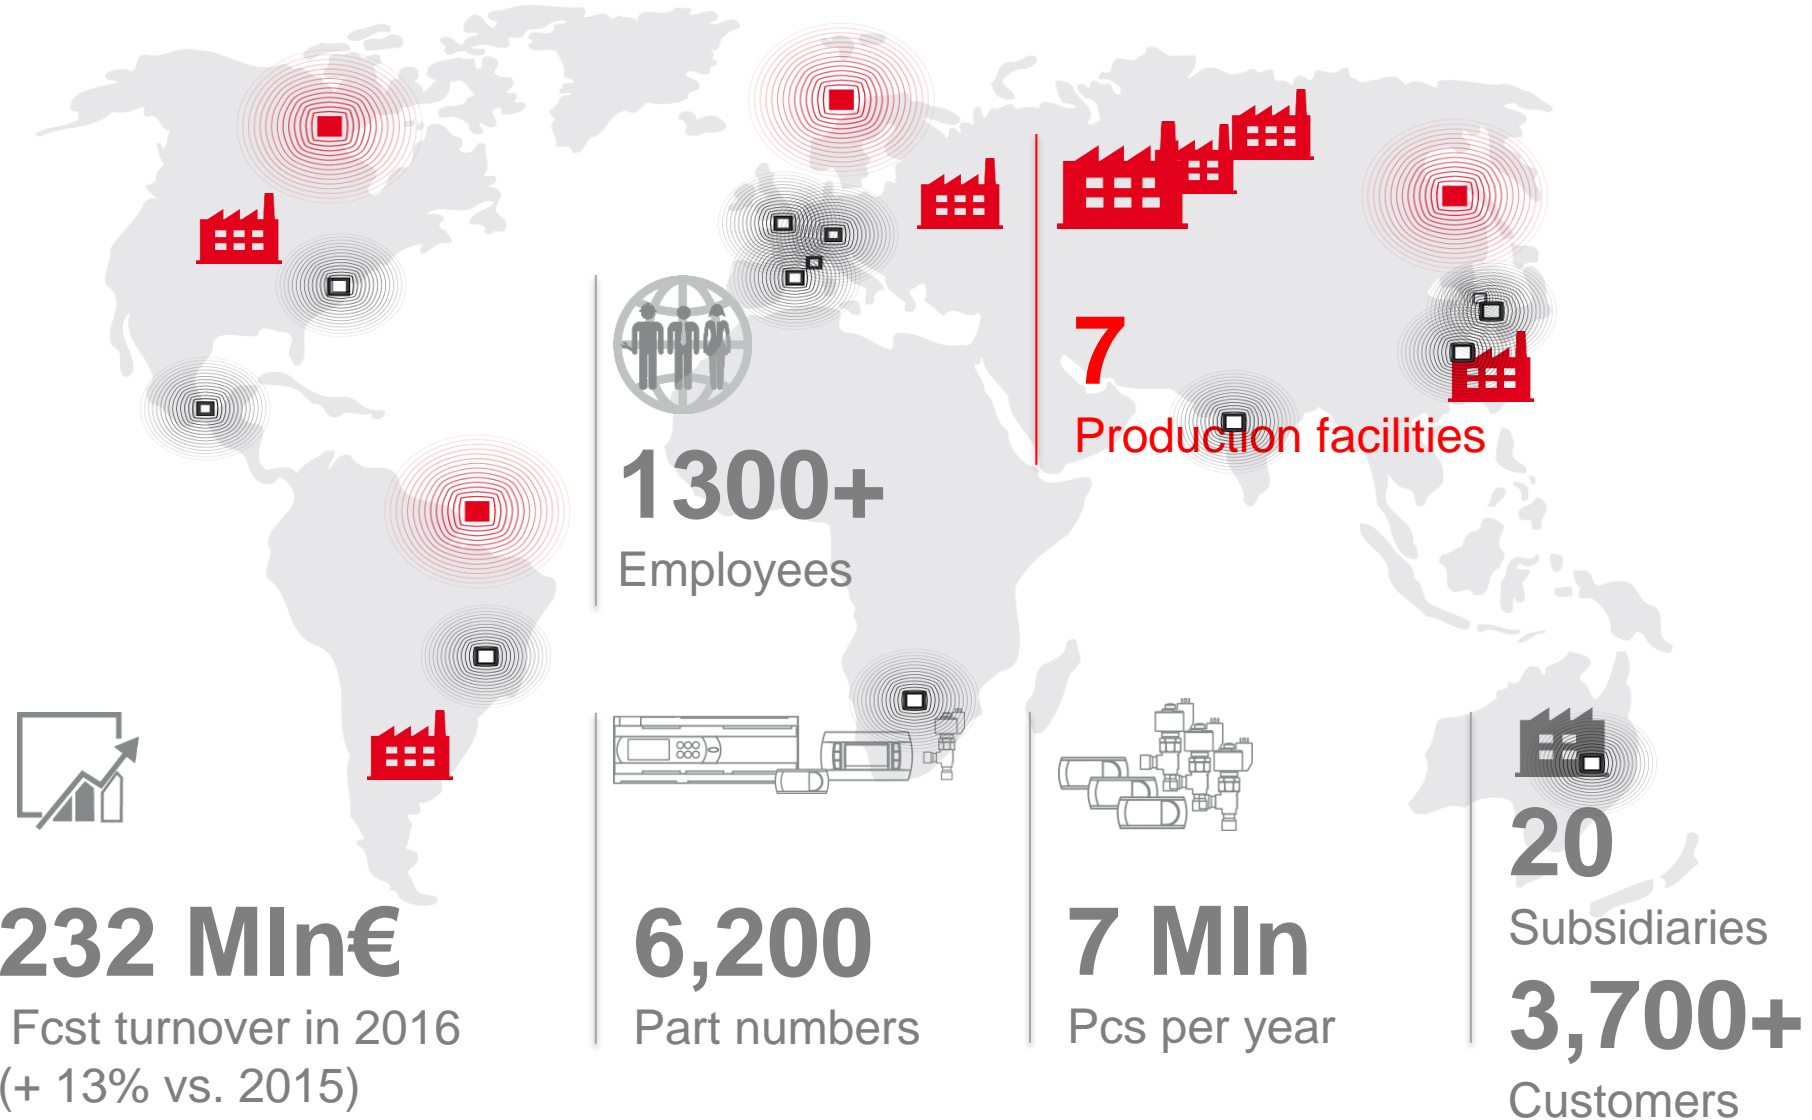 7
Production facilities
1300+
Employees
232 Mln€
Fcst turnover in 2016
(+ 13% vs. 2015)
6,200
Part numbers
7 Mln
Pcs per year
20
Subsidiaries
3,700+
Customers